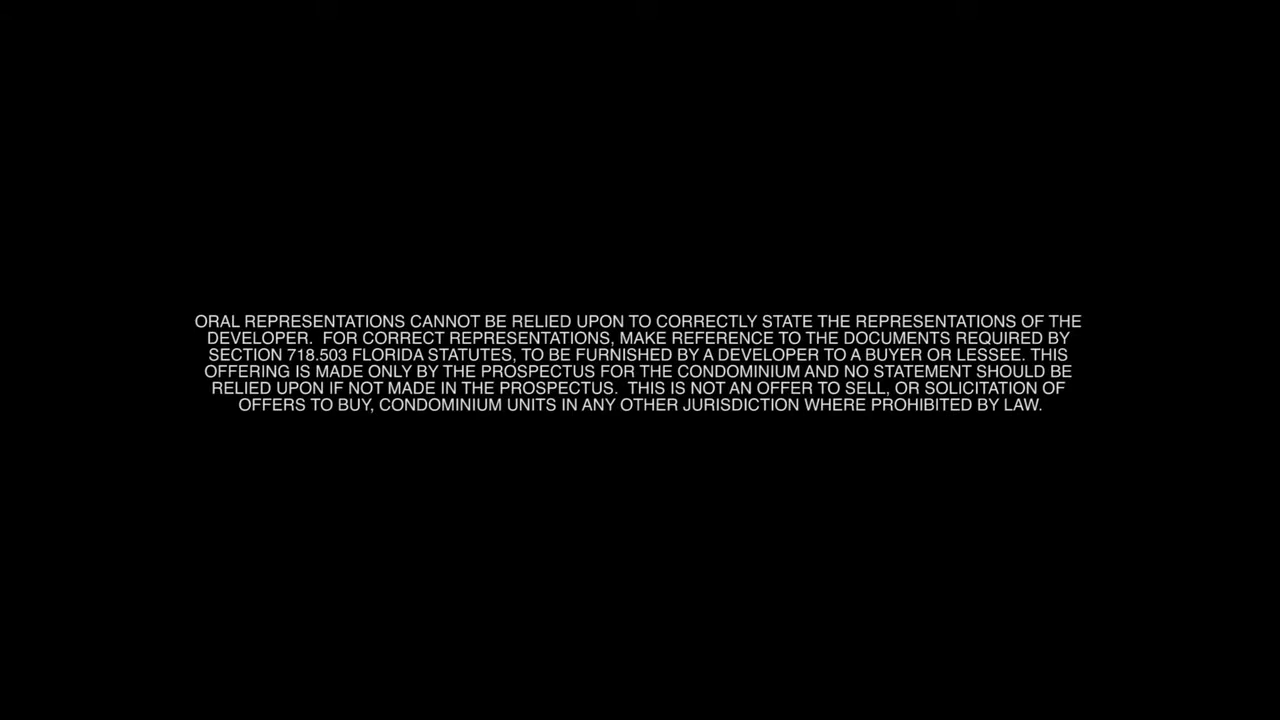 ORAL REPRESENTATIONS CANNOT BE RELIED UPON TO CORRECTLY STATE THE REPRESENTATIONS OF THE
DEVELOPER.  FOR CORRECT REPRESENTATIONS, MAKE REFERENCE TO THE DOCUMENTS REQUIRED BY
SECTION 718.503 FLORIDA STATUTES, TO BE FURNISHED BY A DEVELOPER TO A BUYER OR LESSEE. THIS
OFFERING IS MADE ONLY BY THE PROSPECTUS FOR THE CONDOMINIUM AND NO STATEMENT SHOULD BE
RELIED UPON IF NOT MADE IN THE PROSPECTUS.  THIS IS NOT AN OFFER TO SELL, OR SOLICITATION OF
OFFERS TO BUY, CONDOMINIUM UNITS IN ANY OTHER JURISDICTION WHERE PROHIBITED BY LAW.